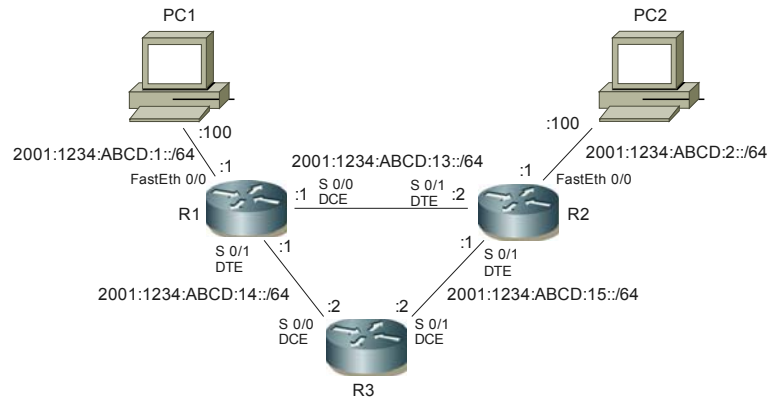 PC1
PC2
:100
:100
2001:1234:ABCD:1::/64
2001:1234:ABCD:13::/64
2001:1234:ABCD:2::/64
:1
:1
FastEth 0/0
FastEth 0/0
:1
S 0/0
DCE
S 0/1
DTE
:2
R1
R2
:1
:1
S 0/1
DTE
S 0/1
DTE
2001:1234:ABCD:14::/64
2001:1234:ABCD:15::/64
:2
:2
S 0/0
DCE
S 0/1
DCE
R3